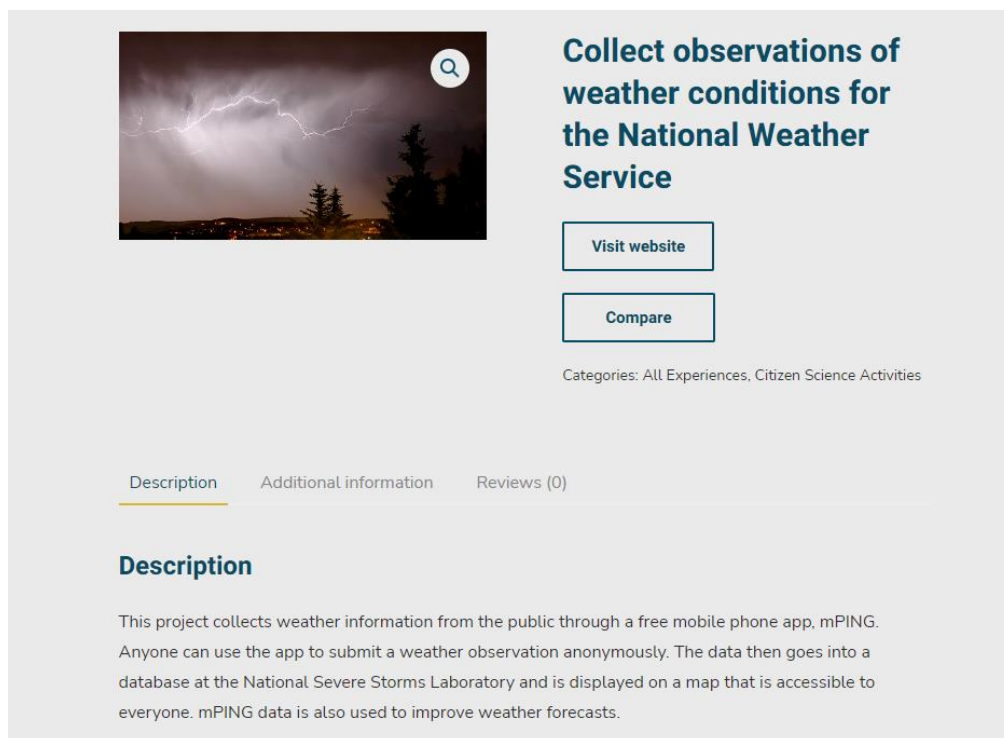 Collect observations of
weather conditions for
the National Weather
Service
Visit website
Compare
Categories: All Experiences, Citizen Science Activities
Description Additional information Reviews (0)
Description
This project collects weather information from the public through a free mobile phone app, mPING.
Anyone can use the app to submit a weather observation anonymously. The data then goes into a
database at the National Severe Storms Laboratory and is displayed on a map that is accessible to
everyone. mPING data is also used to improve weather forecasts.